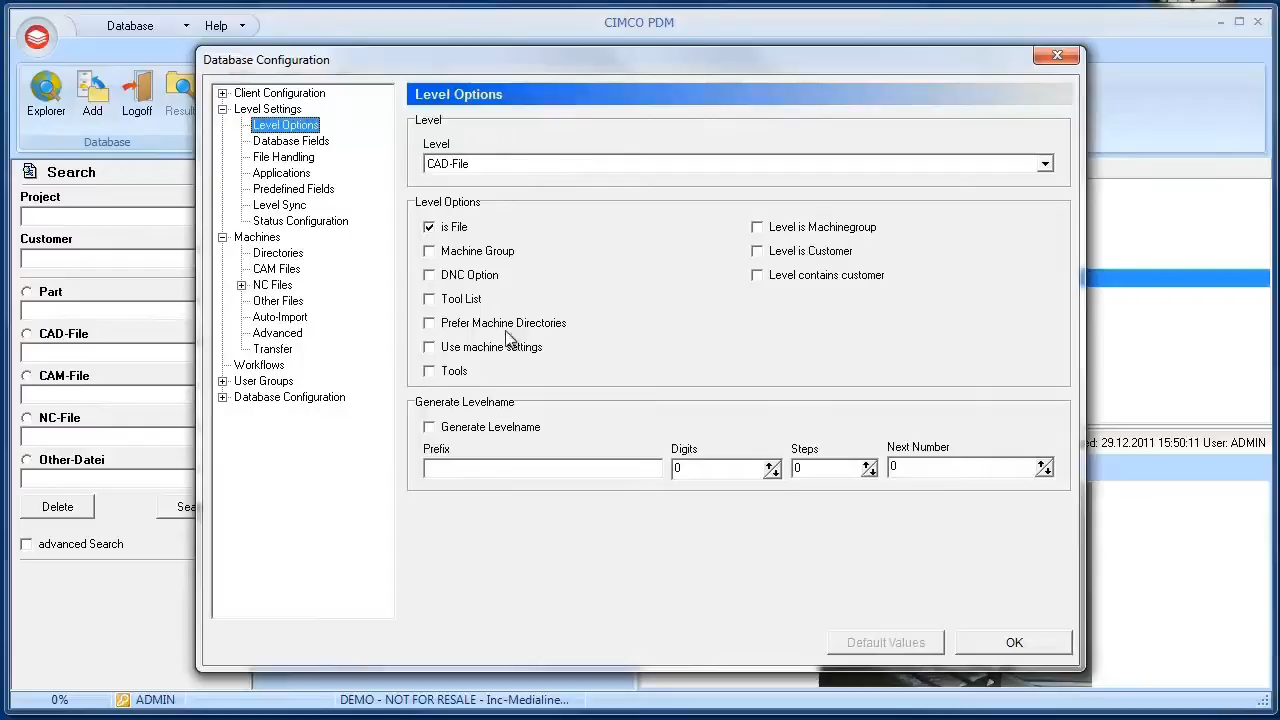 Database
Help
CIMCO PDM
Explorer
Add
Logoff
Database
Search
Project
Customer
Part
CAD-File
CAM-File
NC-File
Other-Datei
Delete
advanced Search
Database Configuration
Client Configuration
Level Settings
Level Options
Database Fields
File Handling
Applications
Predefined Fields
Level Sync
Status Configuration
Machines
Directories
CAM Files
NC Files
Other Files
Auto-Import
Advanced
Transfer
Workflows
User Groups
Database Configuration
Level Options
Level
Level
CAD-File
Level Options
is File
Machine Group
DNC Option
Tool List
Prefer Machine Directories
Use machine settings
Tools
Level is Machinegroup
Level is Customer
Level contains customer
Generate Levelname
Generate Levelname
Prefix
Digits
Steps
Next Number
0
0
0
Default Values
OK
29.12.2011 15:50:11 User: ADMIN
0%
ADMIN
DEMO - NOT FOR RESALE - Inc-Medialine...